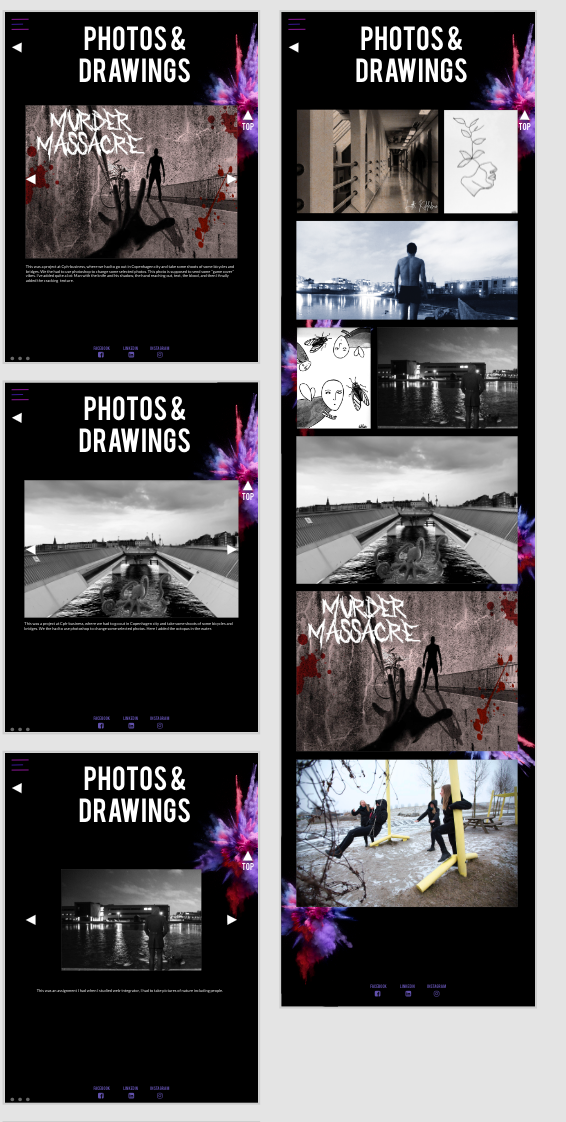 PHOTOS &
DRAWINGS
TOP
MURDER
MASSACRE
This was a project at Cph business, where we had to go out in Copenhagen city and take some shoots of some bicycles and
bridges. We the had to use photoshop to change some selected photos. This photo is supposed to send some "game cover"
vibes. I've added quite a lot. Man with the knife and his shadow, the hand reaching out, text, the blood, and then I finally
added the cracking texture.
FACEBOOK LINKEDIN INSTAGRAM
PHOTOS &
DRAWINGS
TOP
This was a project at Cph business, where we had to go out in Copenhagen city and take some shoots of some bicycles and
bridges. We the had to use photoshop to change some selected photos. Here I added the octopus in the water.
FACEBOOK LINKEDIN INSTAGRAM
PHOTOS &
DRAWINGS
TOP
This was an assignment I had when I studied web-integrator, I had to take pictures of nature including people.
FACEBOOK LINKEDIN INSTAGRAM
PHOTOS &
DRAWINGS
TOP
MURDER
MASSACRE
FACEBOOK LINKEDIN INSTAGRAM